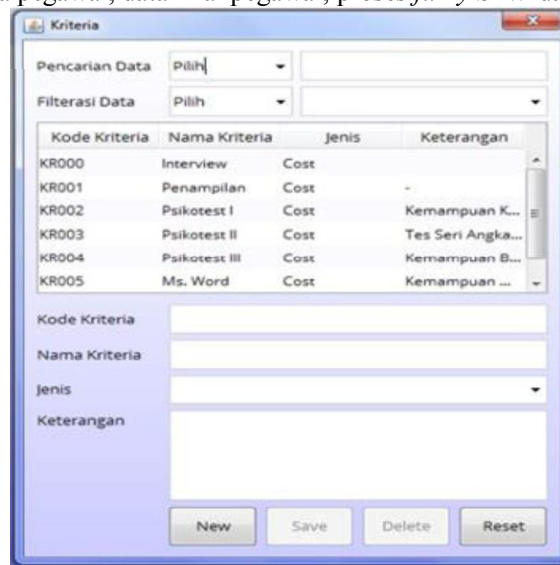 Kriteria
Pencarian Data Pilih
Filterasi Data Pilih
Kode Kriteria Nama Kriteria Jenis Keterangan
KR000 Interview Cost
KR001 Penampilan Cost -
KR002 Psikotest I Cost Kemampuan K...
KR003 Psikotest II Cost Tes Seri Angka...
KR004 Psikotest III Cost Kemampuan B...
KR005 Ms. Word Cost Kemampuan ...
Kode Kriteria
Nama Kriteria
Jenis
Keterangan
New Save Delete Reset